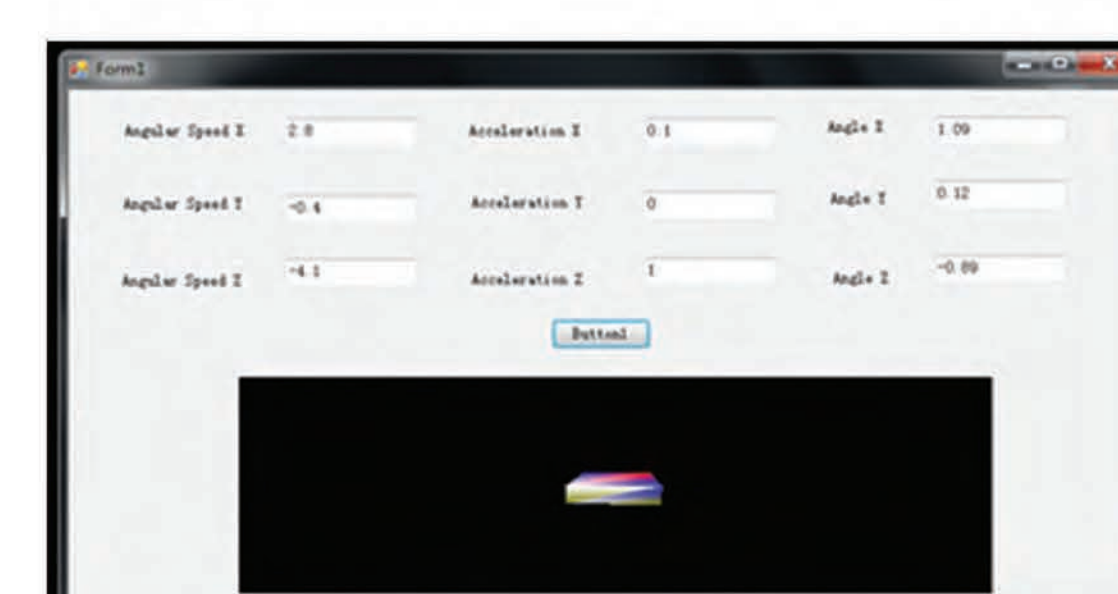 Form1
Angular Speed X 2.8 Acceleration X 0.1 Angle X 1.09
Angular Speed Y -0.4 Acceleration Y 0 Angle Y 0.12
Angular Speed Z -4.1 Acceleration Z 1 Angle Z -0.89
Button1